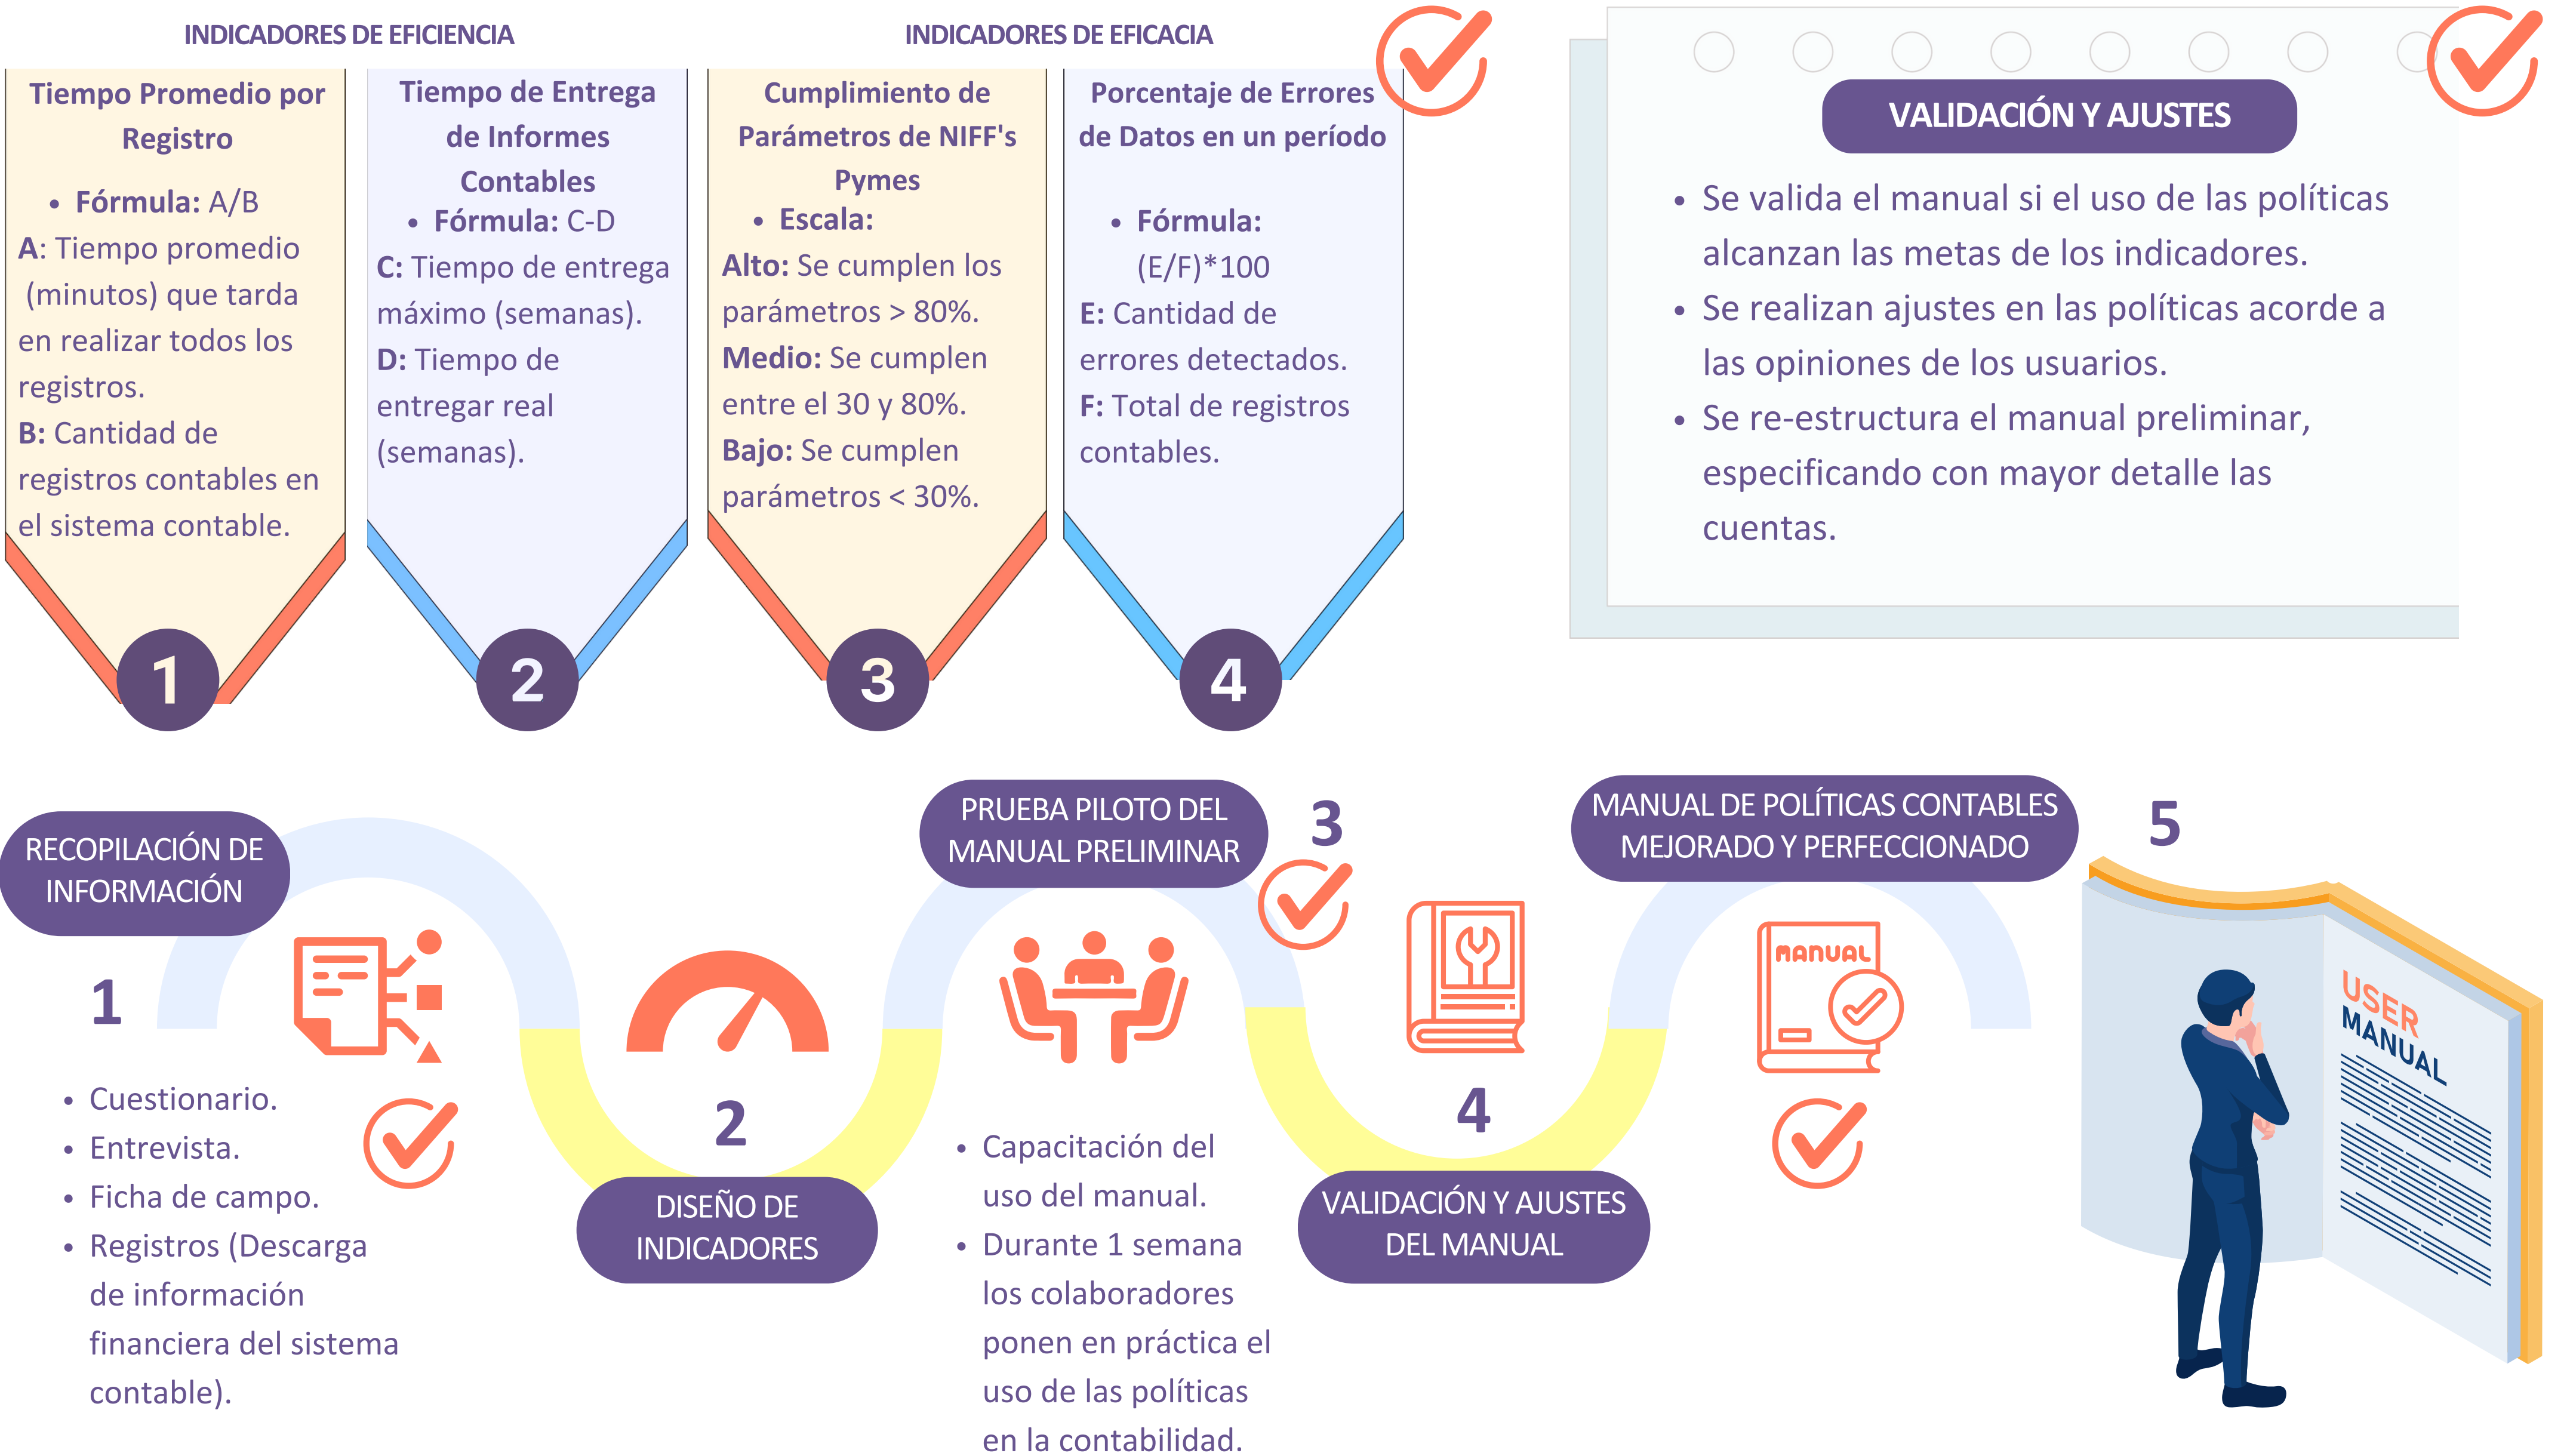 INDICADORES DE EFICIENCIA
Tiempo Promedio por
Registro
• Fórmula: A/B
A: Tiempo promedio
(minutos) que tarda
en realizar todos los
registros.
B: Cantidad de
registros contables en
el sistema contable.
1
Tiempo de Entrega
de Informes
Contables
• Fórmula: C-D
C: Tiempo de entrega
máximo (semanas).
D: Tiempo de
entregar real
(semanas).
2
INDICADORES DE EFICACIA
Cumplimiento de
Parámetros de NIFF's
Pymes
• Escala:
Alto: Se cumplen los
parámetros > 80%.
Medio: Se cumplen
entre el 30 y 80%.
Bajo: Se cumplen
parámetros < 30%.
3
Porcentaje de Errores
de Datos en un período
• Fórmula:
(E/F)*100
E: Cantidad de
errores detectados.
F: Total de registros
contables.
4
VALIDACIÓN Y AJUSTES
• Se valida el manual si el uso de las políticas
alcanzan las metas de los indicadores.
• Se realizan ajustes en las políticas acorde a
las opiniones de los usuarios.
• Se re-estructura el manual preliminar,
especificando con mayor detalle las
cuentas.
RECOPILACIÓN DE
INFORMACIÓN
1
• Cuestionario.
• Entrevista.
• Ficha de campo.
• Registros (Descarga
de información
financiera del sistema
contable).
2
DISEÑO DE
INDICADORES
PRUEBA PILOTO DEL
MANUAL PRELIMINAR
3
• Capacitación del
uso del manual.
• Durante 1 semana
los colaboradores
ponen en práctica el
uso de las políticas
en la contabilidad.
4
VALIDACIÓN Y AJUSTES
DEL MANUAL
MANUAL DE POLÍTICAS CONTABLES
MEJORADO Y PERFECCIONADO
5
MANUAL
USER
MANUAL